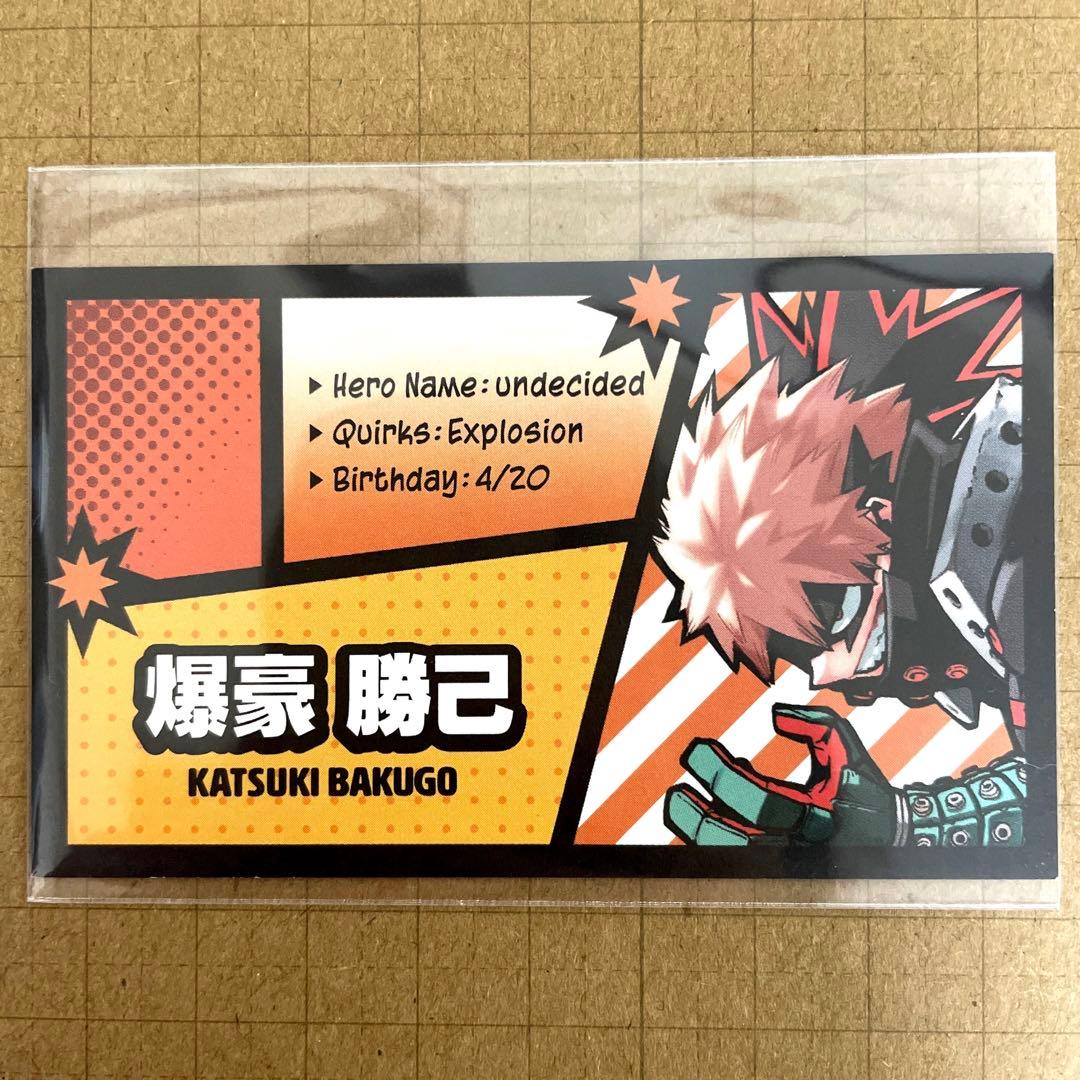 ▶ Hero Name: undecided
▶ Quirks: Explosion
▶ Birthday: 4/20
爆豪 勝己
KATSUKI BAKUGO